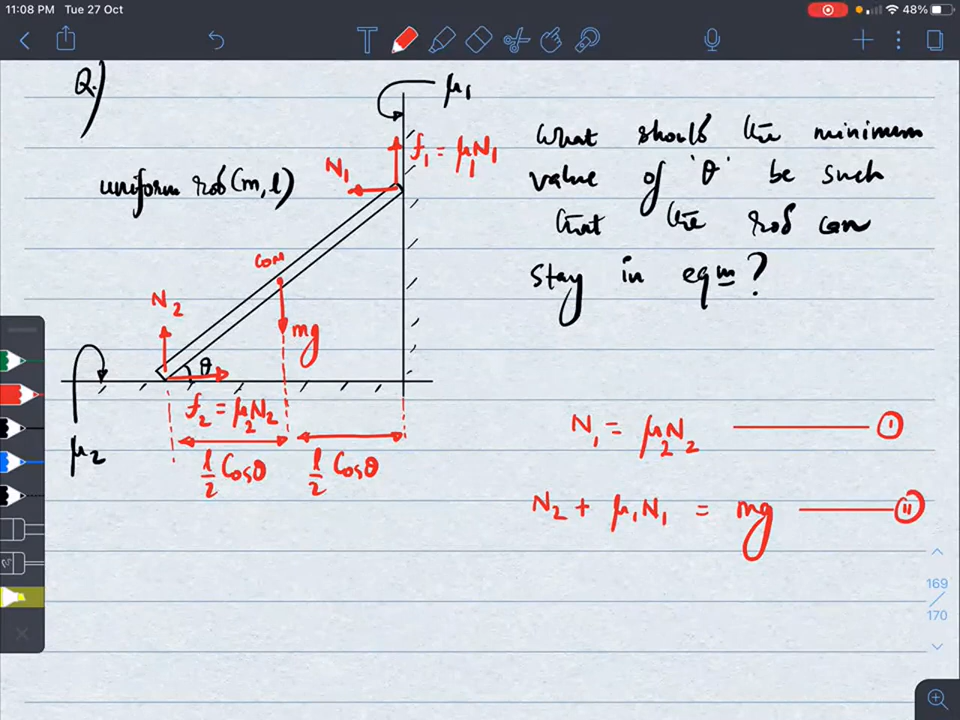 11:08 PM Tue 27 Oct
48%
T
Q.)
μ₁
f₁ = μ₁N₁
N₁
uniform rod (m, l)
What should the minimum
value of 'θ' be such
that the rod can
stay in eqm?
COM
N₂
mg
θ
f₂ = μ₂N₂
μ₂
l/2 Cosθ
l/2 Cosθ
N₁ = μ₂N₂ ——— I
N₂ + μ₁N₁ = mg ——— II
169
/
170